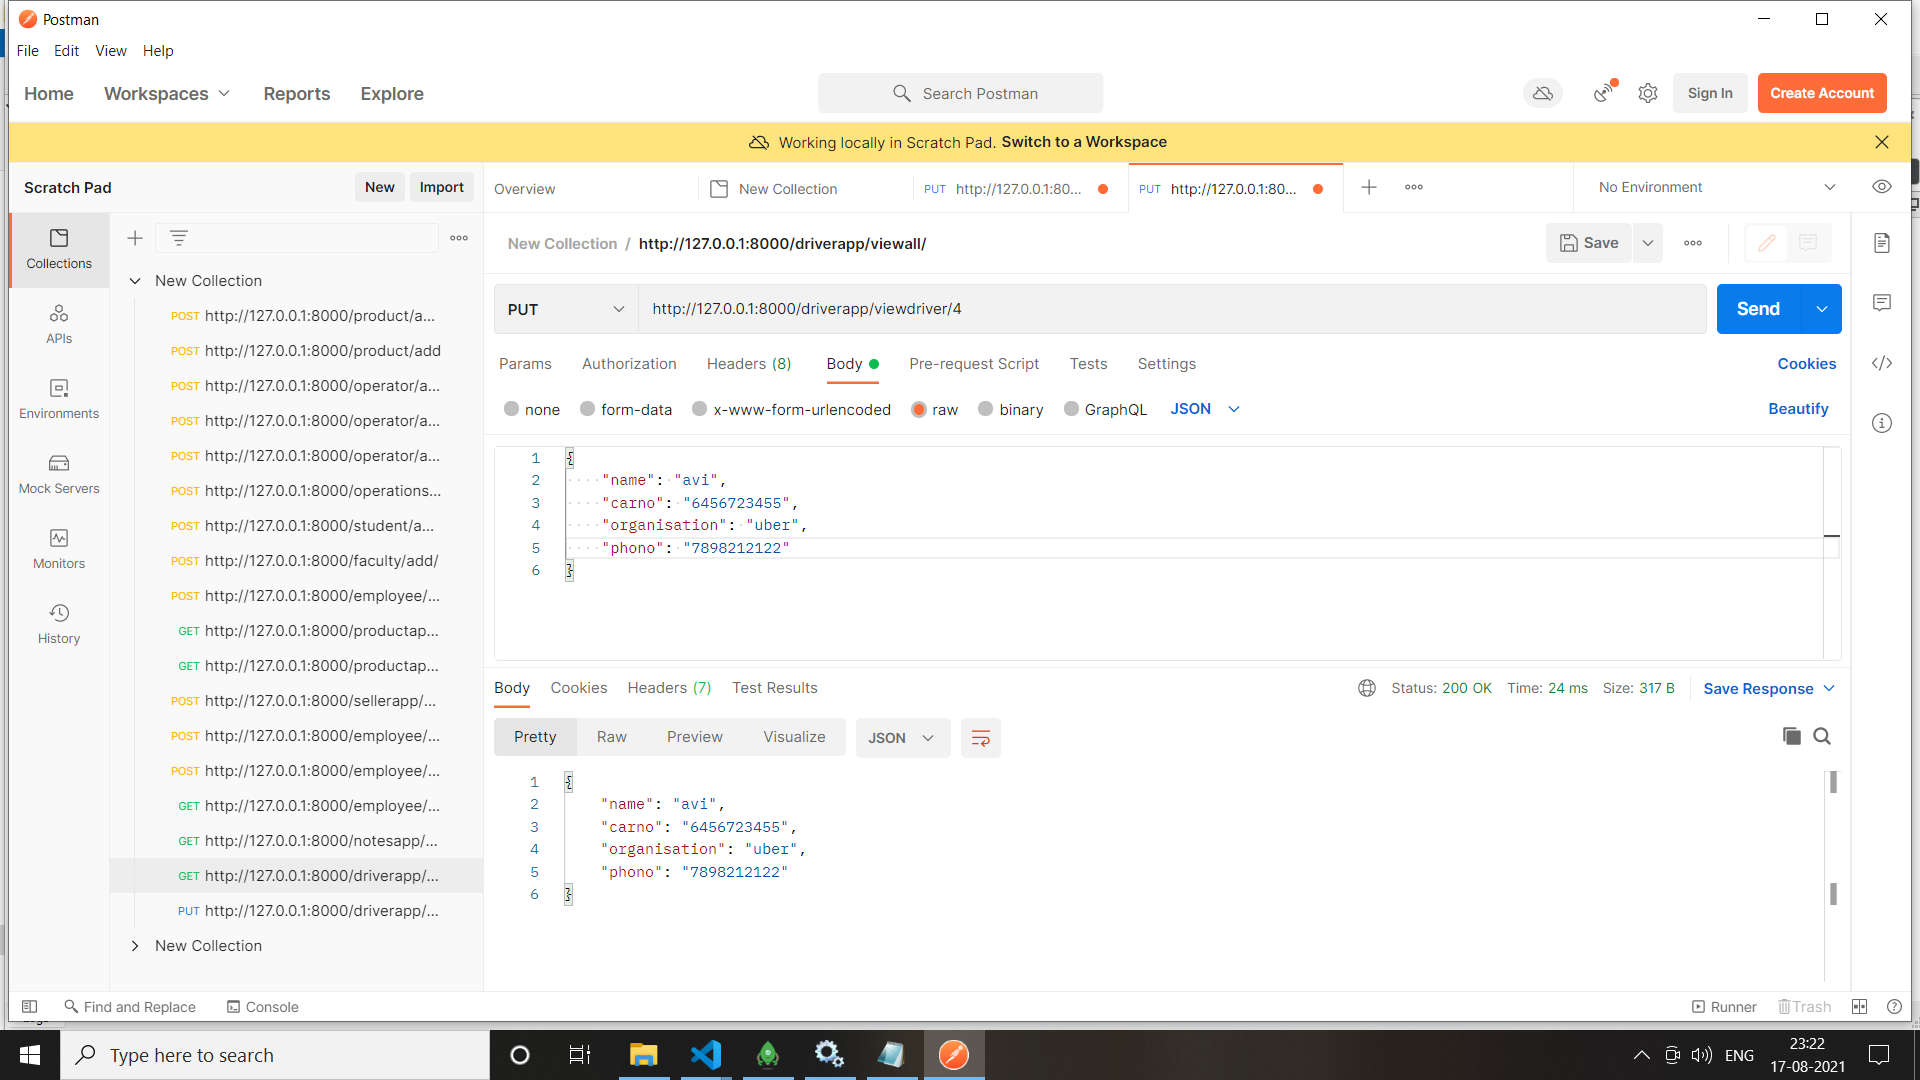 Postman
File Edit View Help
Home Workspaces Reports Explore Search Postman Sign In Create Account
Working locally in Scratch Pad. Switch to a Workspace
Scratch Pad New Import Overview New Collection PUT http://127.0.0.1:80... PUT http://127.0.0.1:80... No Environment
New Collection / http://127.0.0.1:8000/driverapp/viewall/ Save
Collections
APIs
Environments
Mock Servers
Monitors
History
New Collection
POST http://127.0.0.1:8000/product/a...
POST http://127.0.0.1:8000/product/add
POST http://127.0.0.1:8000/operator/a...
POST http://127.0.0.1:8000/operator/a...
POST http://127.0.0.1:8000/operator/a...
POST http://127.0.0.1:8000/operations...
POST http://127.0.0.1:8000/student/a...
POST http://127.0.0.1:8000/faculty/add/
POST http://127.0.0.1:8000/employee/...
GET http://127.0.0.1:8000/productap...
GET http://127.0.0.1:8000/productap...
POST http://127.0.0.1:8000/sellerapp/...
POST http://127.0.0.1:8000/employee/...
POST http://127.0.0.1:8000/employee/...
GET http://127.0.0.1:8000/employee/...
GET http://127.0.0.1:8000/notesapp/...
GET http://127.0.0.1:8000/driverapp/...
PUT http://127.0.0.1:8000/driverapp/...
New Collection
PUT http://127.0.0.1:8000/driverapp/viewdriver/4 Send
Params Authorization Headers (8) Body Pre-request Script Tests Settings Cookies
none form-data x-www-form-urlencoded raw binary GraphQL JSON Beautify
1 {
2 "name": "avi",
3 "carno": "6456723455",
4 "organisation": "uber",
5 "phono": "7898212122"
6 }
Body Cookies Headers (7) Test Results Status: 200 OK Time: 24 ms Size: 317 B Save Response
Pretty Raw Preview Visualize JSON
1 {
2 "name": "avi",
3 "carno": "6456723455",
4 "organisation": "uber",
5 "phono": "7898212122"
6 }
Find and Replace Console Runner Trash
Type here to search ENG 23:22
17-08-2021